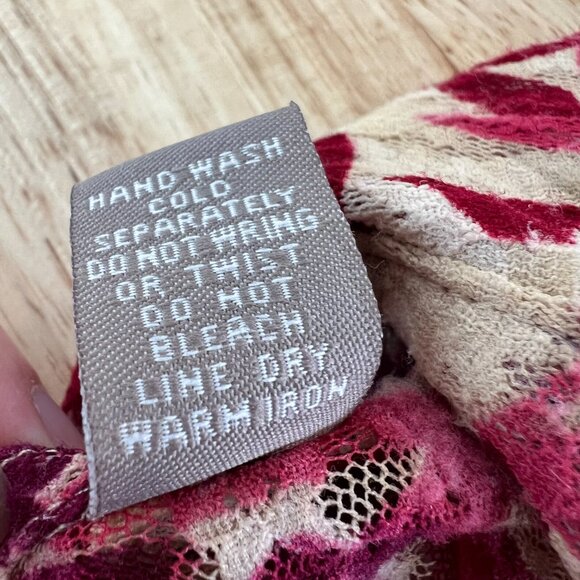 HAND WASH
COLD
SEPARATELY
DO NOT WRING
OR TWIST
DO NOT
BLEACH
LINE DRY
WARM IRON